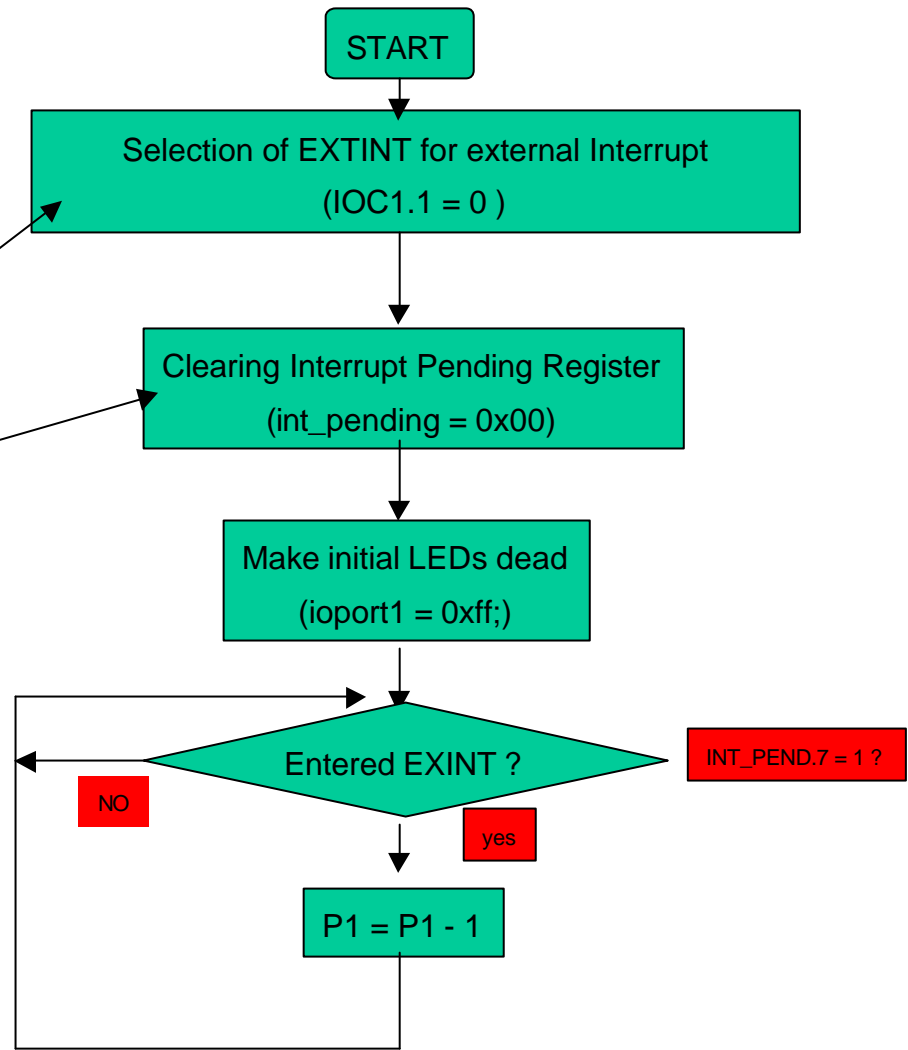 START
Selection of EXTINT for external Interrupt
(IOC1.1 = 0 )
Clearing Interrupt Pending Register
(int_pending = 0x00)
Make initial LEDs dead
(ioport1 = 0xff;)
Entered EXINT ?
INT_PEND.7 = 1 ?
NO
yes
P1 = P1 - 1